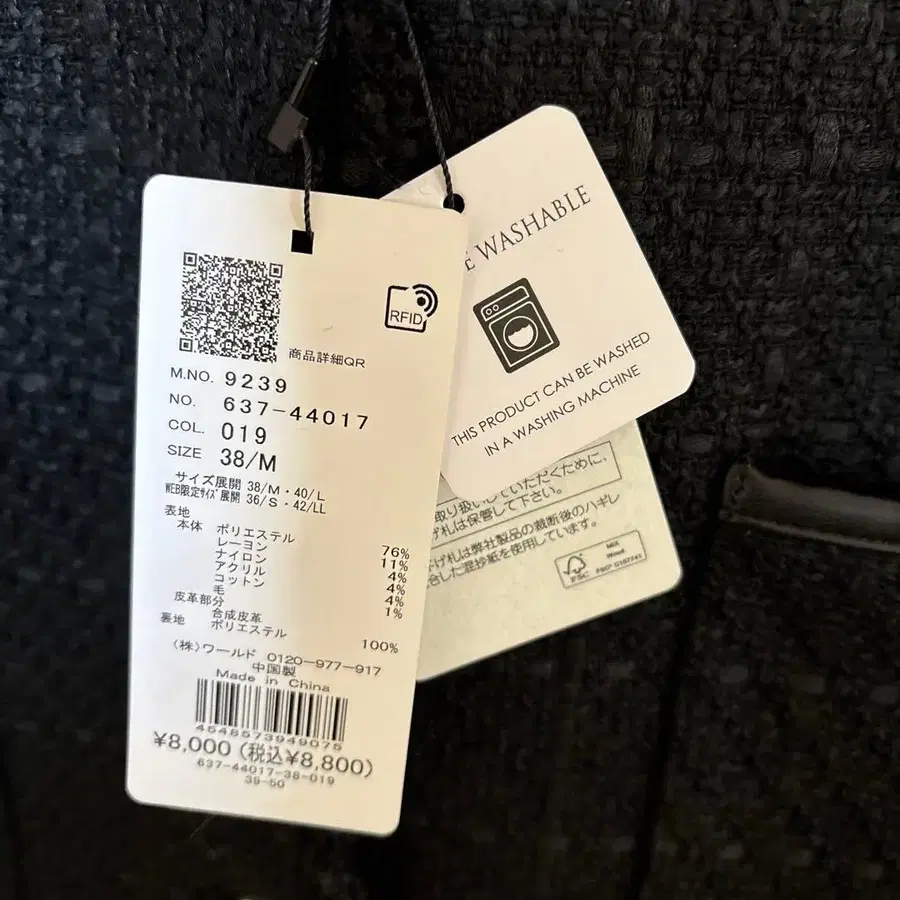 RFID
商品詳細QR
M.NO. 9239
NO. 637-44017
COL. 019
SIZE 38/M
サイズ展開 38/M・40/L
WEB限定サイズ展開 36/S・42/LL
表地
本体 ポリエステル 76%
レーヨン 11%
ナイロン 4%
アクリル 4%
コットン 4%
毛 1%
皮革部分
合成皮革
裏地 ポリエステル 100%
(株)ワールド 0120-977-917
中国製
Made in China
4548573949075
¥8,000(税込¥8,800)
637-44017-38-019
39-50
É WASHABLE
THIS PRODUCT CAN BE WASHED
IN A WASHING MACHINE
取り扱いしていただくために、
げ札は保管して下さい。
げ札は弊社製品の裁断後のハギレ
合した混抄紙を使用しています。
FSC
MIX